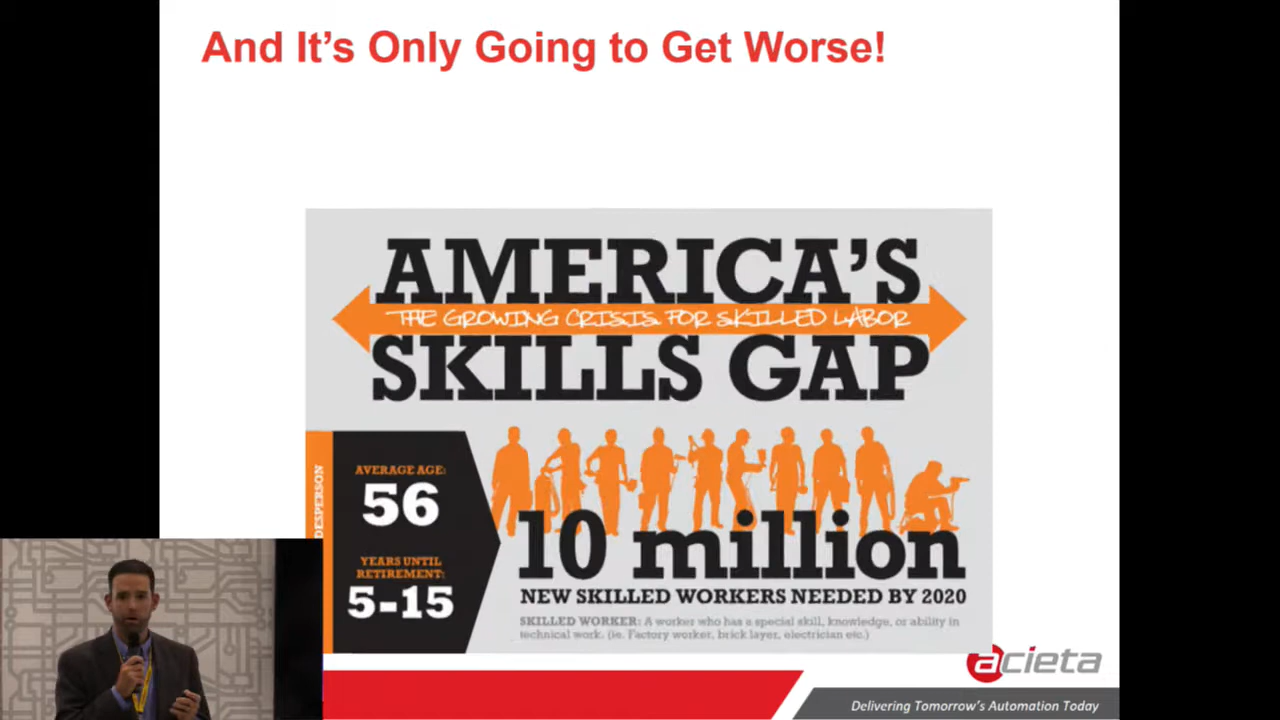 And It's Only Going to Get Worse!
AMERICA'S
THE GROWING CRISIS FOR SKILLED LABOR
SKILLS GAP
DESPERSON
AVERAGE AGE:
56
YEARS UNTIL
RETIREMENT:
5-15
10 million
NEW SKILLED WORKERS NEEDED BY 2020
SKILLED WORKER: A worker who has a special skill, knowledge, or ability in
technical work. (ie. Factory worker, brick layer, electrician etc.)
acieta
Delivering Tomorrow's Automation Today